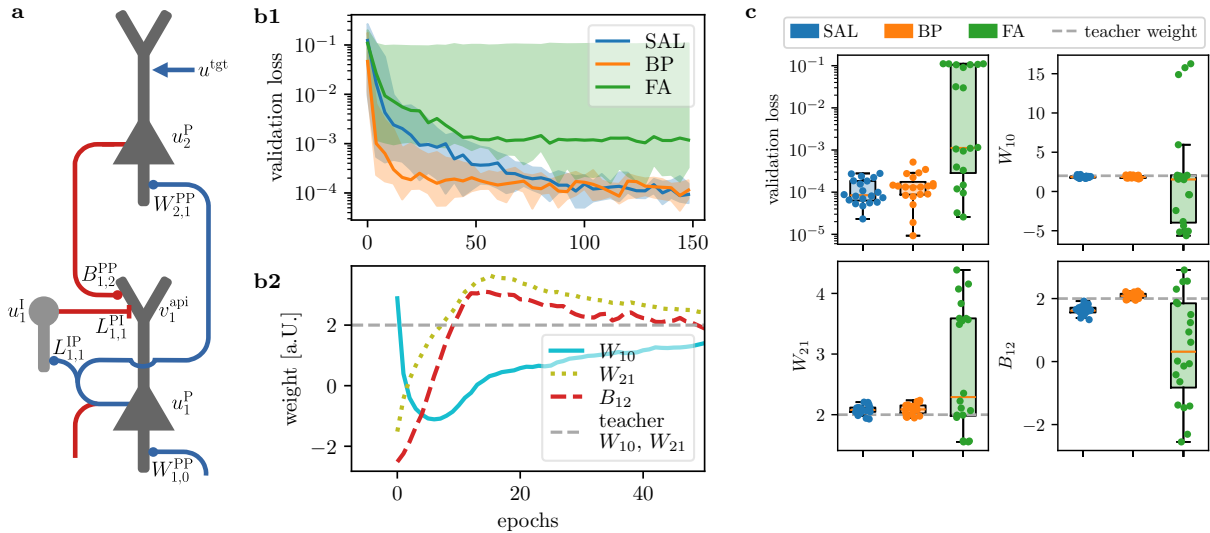 a
u^tgt
u_2^P
W_{2,1}^{PP}
B_{1,2}^{PP}
u_1^I
v_1^{api}
L_{1,1}^{PI}
L_{1,1}^{IP}
u_1^P
W_{1,0}^{PP}
b1
validation loss
10^{-1}
10^{-2}
10^{-3}
10^{-4}
SAL
BP
FA
0
50
100
150
b2
weight [a.U.]
2
0
−2
W_{10}
W_{21}
B_{12}
teacher
W_{10}, W_{21}
0
20
40
epochs
c
SAL BP FA teacher weight
validation loss
10^{-1}
10^{-2}
10^{-3}
10^{-4}
10^{-5}
W_{10}
15
10
5
0
−5
W_{21}
4
3
2
B_{12}
2
0
−2